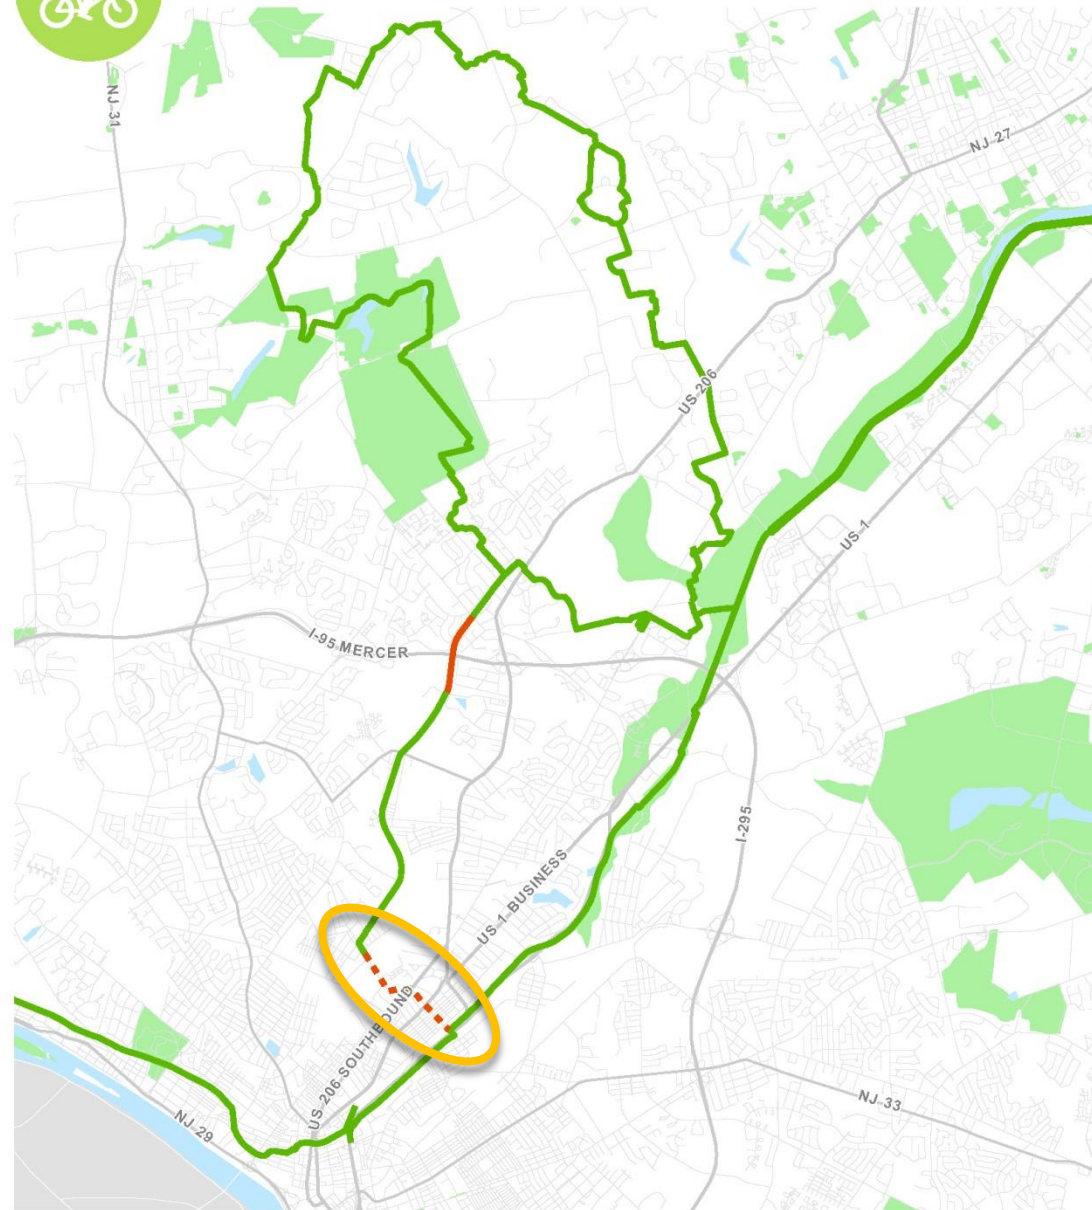 NJ-31
NJ-27
US-206
US-1
I-95 MERCER
I-295
US-1-BUSINESS
US-206-SOUTHBOUND
NJ-33
NJ-29